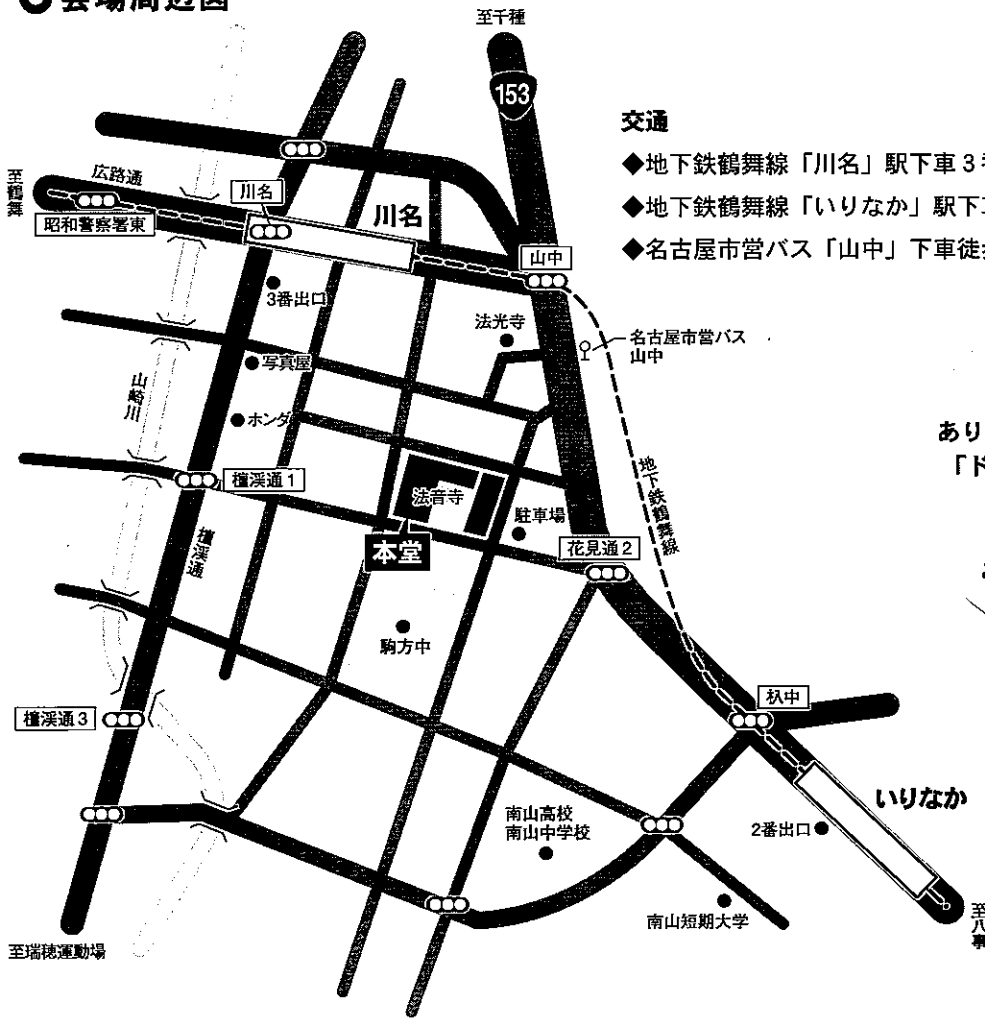 会場周辺図
至千種
153
交通
◆地下鉄鶴舞線「川名」駅下車3
◆地下鉄鶴舞線「いりなか」駅下
◆名古屋市営バス「山中」下車徒
至鶴舞
広路通
川名
川名
昭和警察署東
山中
3番出口
法光寺
名古屋市営バス
山中
写真屋
山崎川
ホンダ
あり
「ド
地下鉄鶴舞線
檀渓通1
法音寺
駐車場
檀渓通
本堂
花見通2
駒方中
檀渓通3
杁中
いりなか
南山高校
南山中学校
2番出口
南山短期大学
至八事
至瑞穂運動場